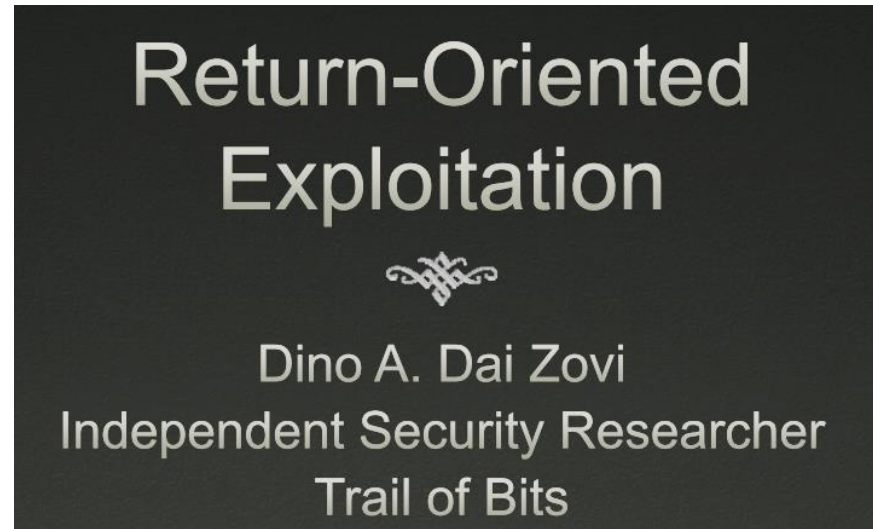 Return-Oriented
Exploitation
Dino A. Dai Zovi
Independent Security Researcher
Trail of Bits